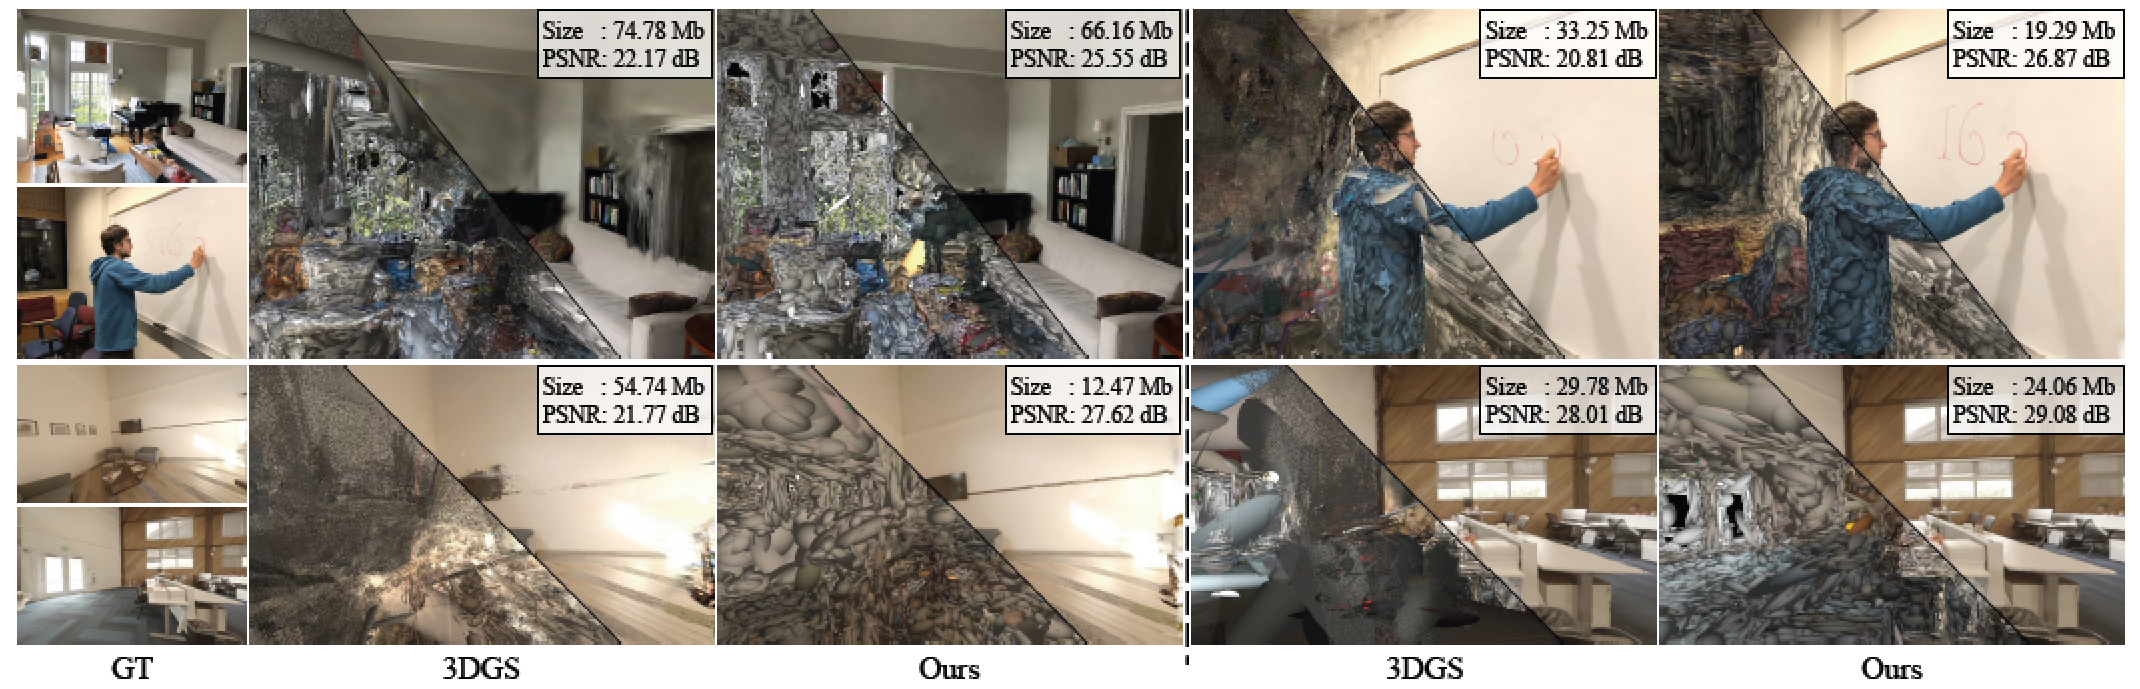 Size : 74.78 Mb
PSNR: 22.17 dB
Size : 66.16 Mb
PSNR: 25.55 dB
Size : 33.25 Mb
PSNR: 20.81 dB
Size : 19.29 Mb
PSNR: 26.87 dB
Size : 54.74 Mb
PSNR: 21.77 dB
Size : 12.47 Mb
PSNR: 27.62 dB
Size : 29.78 Mb
PSNR: 28.01 dB
Size : 24.06 Mb
PSNR: 29.08 dB
GT
3DGS
Ours
3DGS
Ours